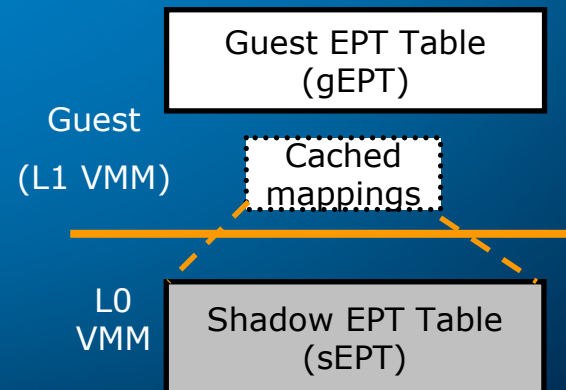 Guest EPT Table
(gEPT)
Guest
(L1 VMM)
Cached
mappings
L0
VMM
Shadow EPT Table
(sEPT)